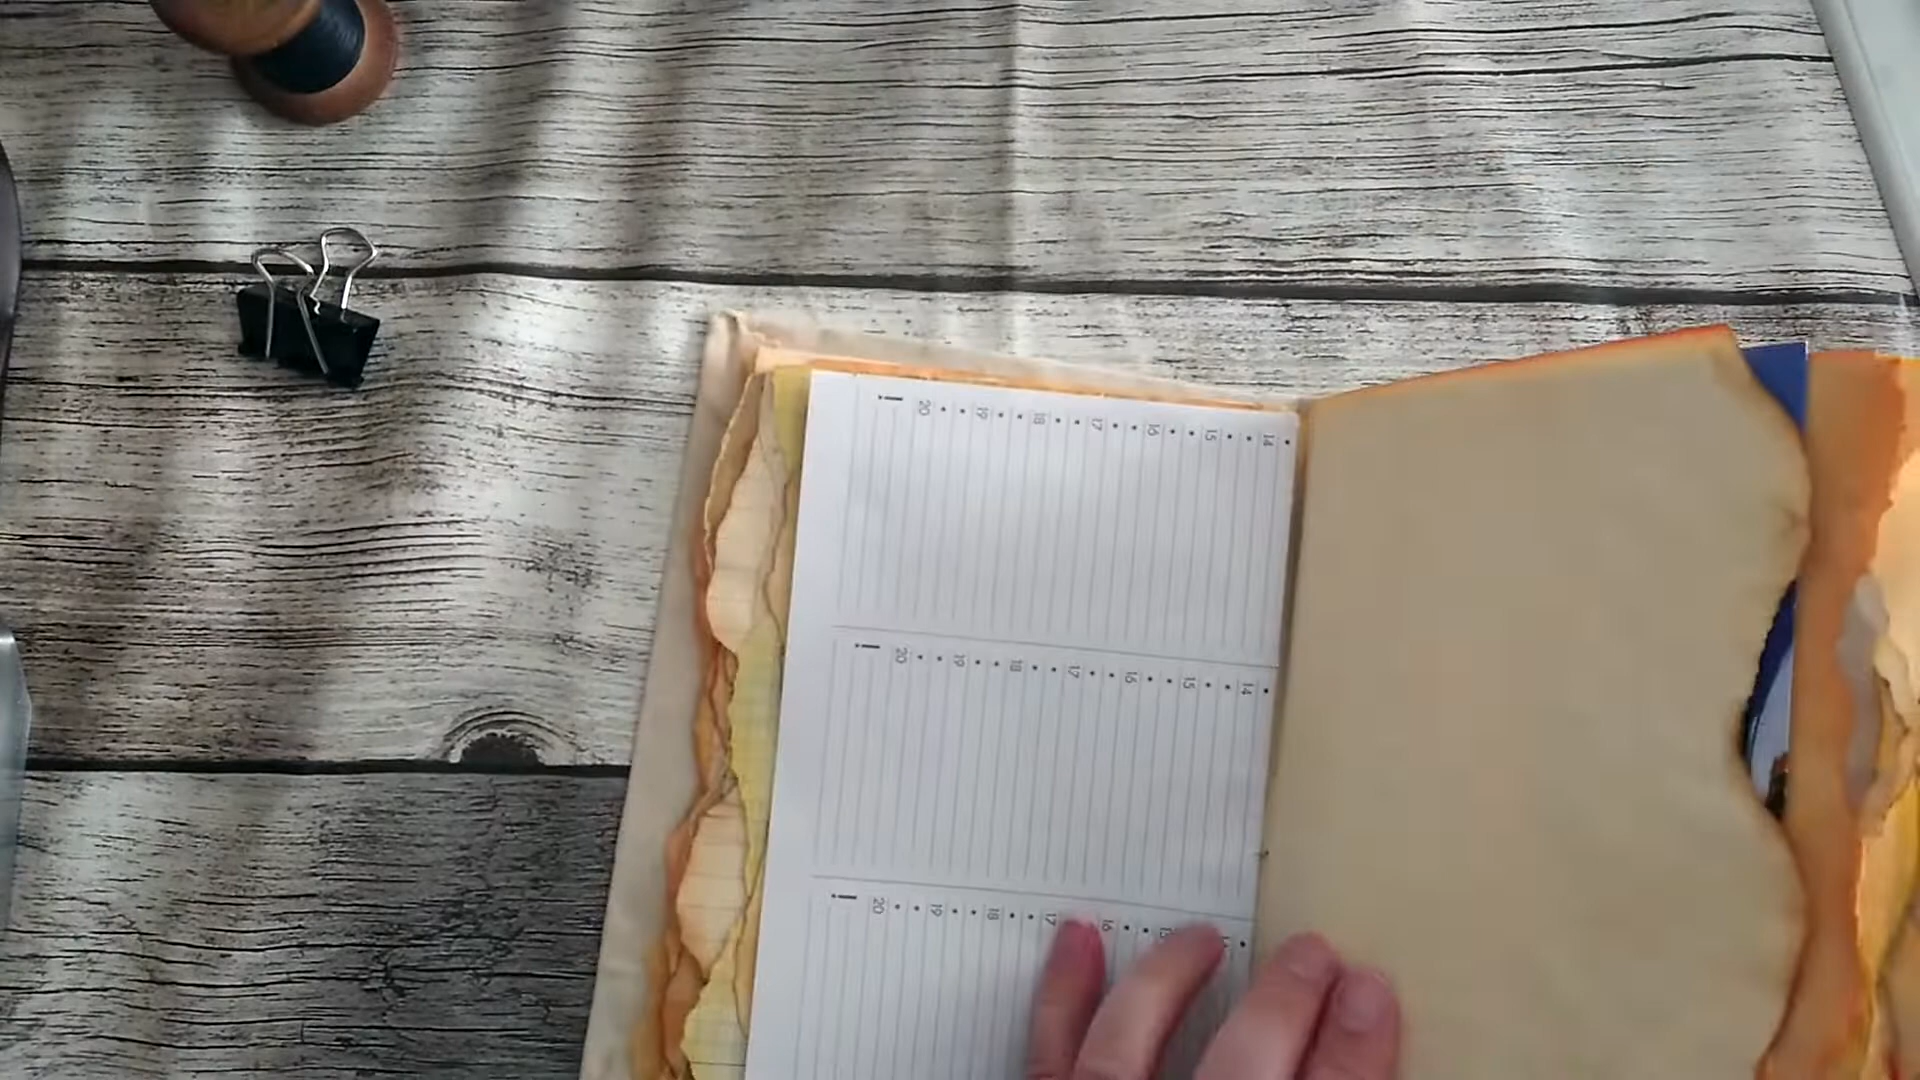 14 • • 15 • • 16 • • 17 • • 18 • • 19 • • 20
14 • • 15 • • 16 • • 17 • • 18 • • 19 • • 20
16 17 • • 18 • • 19 • • 20